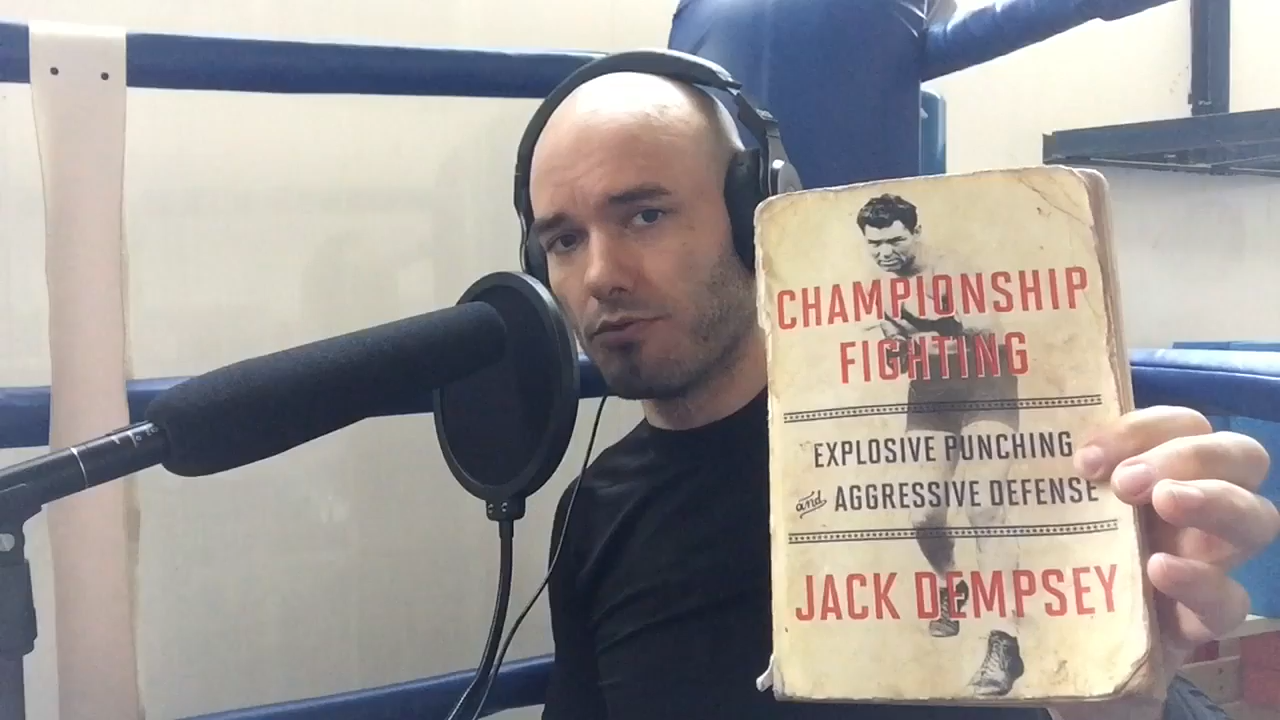 CHAMPIONSHIP
FIGHTING
EXPLOSIVE PUNCHING
and AGGRESSIVE DEFENSE
JACK DEMPSEY